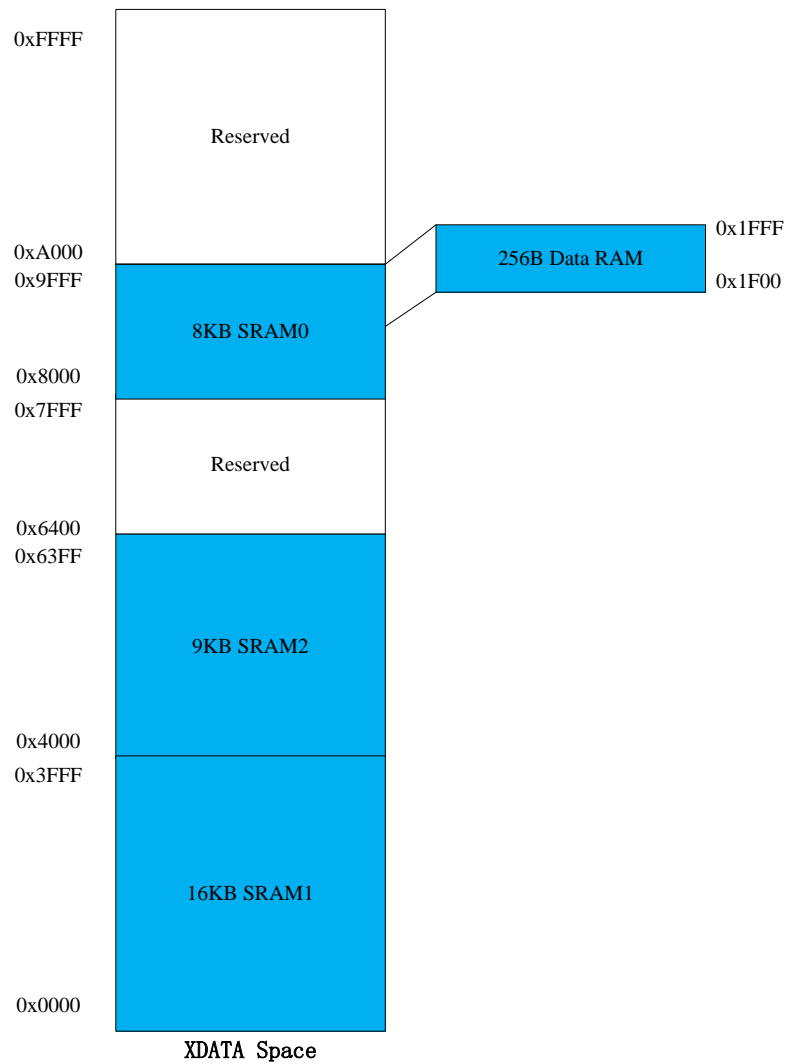 0xFFFF
Reserved
0xA000
0x9FFF
8KB SRAM0
0x8000
256B Data RAM
0x1FFF
0x1F00
0x7FFF
Reserved
0x6400
0x63FF
9KB SRAM2
0x4000
0x3FFF
16KB SRAM1
0x0000
XDATA Space